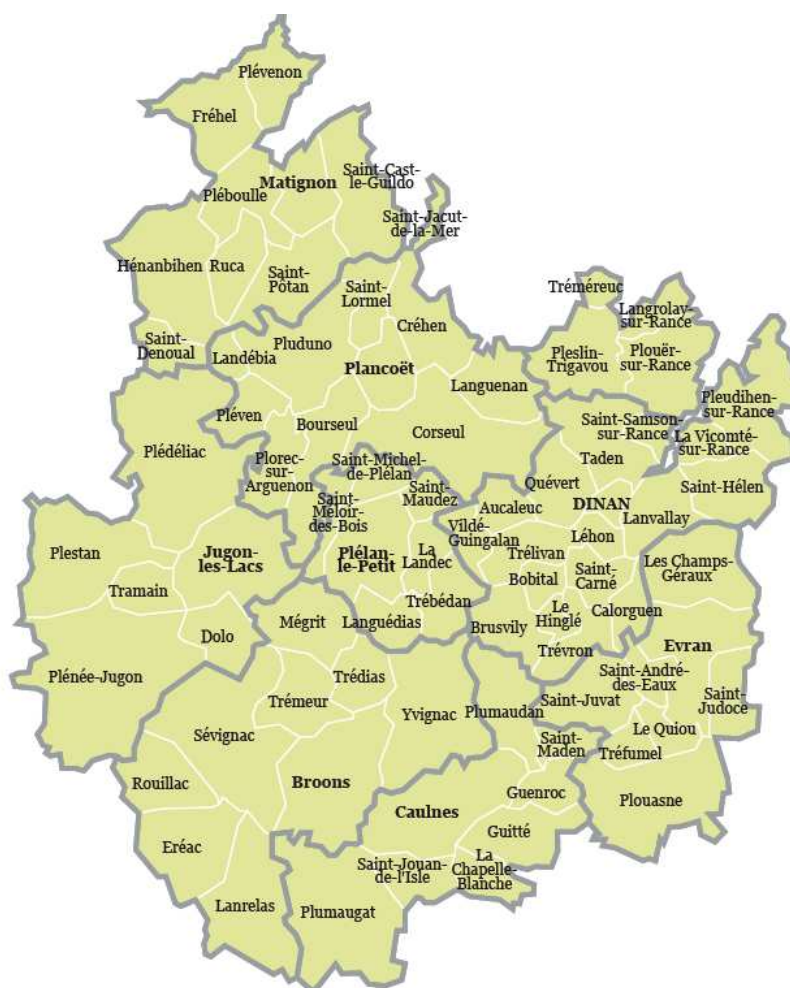 Plévenon
Fréhel
Saint-Cast-
le-Guildo
Matignon
Pléboulle
Saint-Jacut-
de-la-Mer
Hénanbihen
Ruca
Saint-
Pôtan
Saint-
Lormel
Tréméreuc
Langrolay-
sur-Rance
Créhen
Saint-
Denoual
Landébia
Pluduno
Plancoët
Pleslin-
Trigavou
Plouër-
sur-Rance
Languenan
Pleudihen-
sur-Rance
Pléven
Bourseul
Corseul
Saint-Samson-
sur-Rance
La Vicomté-
sur-Rance
Plédéliac
Plorec-
sur-
Arguenon
Saint-Michel-
de-Plélan
Taden
Quévert
Saint-
Maudez
Saint-Hélen
Saint-
Méloir-
des-Bois
Aucaleuc
DINAN
Lanvallay
Vildé-
Guingalan
Léhon
Plestan
Jugon-
les-Lacs
Plélan-
le-Petit
La
Landec
Trélivan
Les Champs-
Géraux
Tramain
Bobital
Saint-
Carné
Trébédan
Le
Hinglé
Calorguen
Mégrit
Languédias
Brusvily
Dolo
Trévron
Evran
Plénée-Jugon
Trédias
Saint-André-
des-Eaux
Trémeur
Saint-Juvat
Saint-
Judoce
Yvignac
Plumaudan
Sévignac
Le Quiou
Saint-
Maden
Tréfumel
Rouillac
Broons
Guenroc
Plouasne
Caulnes
Guitté
Eréac
Saint-Jouan-
de-l'Isle
La
Chapelle-
Blanche
Lanrelas
Plumaugat